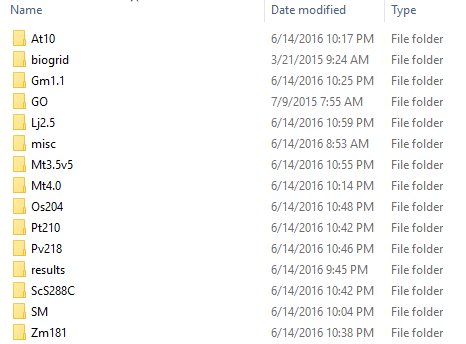 Name Date modified Type
At10 6/14/2016 10:17 PM File folder
biogrid 3/21/2015 9:24 AM File folder
Gm1.1 6/14/2016 10:25 PM File folder
GO 7/9/2015 7:55 AM File folder
Lj2.5 6/14/2016 10:59 PM File folder
misc 6/14/2016 8:53 AM File folder
Mt3.5v5 6/14/2016 10:55 PM File folder
Mt4.0 6/14/2016 10:14 PM File folder
Os204 6/14/2016 10:48 PM File folder
Pt210 6/14/2016 10:42 PM File folder
Pv218 6/14/2016 10:46 PM File folder
results 6/14/2016 9:45 PM File folder
ScS288C 6/14/2016 10:42 PM File folder
SM 6/14/2016 10:04 PM File folder
Zm181 6/14/2016 10:38 PM File folder